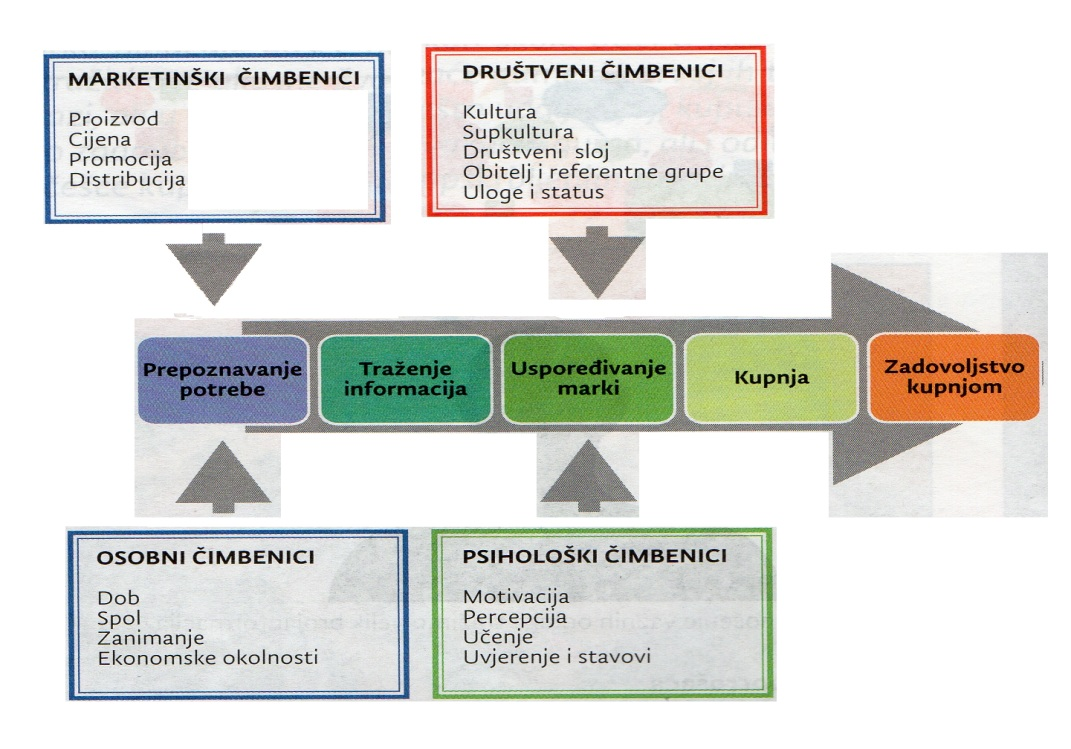 MARKETINŠKI ČIMBENICI
Proizvod
Cijena
Promocija
Distribucija
DRUŠTVENI ČIMBENICI
Kultura
Supkultura
Društveni sloj
Obitelj i referentne grupe
Uloge i status
Prepoznavanje
potrebe
Traženje
informacija
Uspoređivanje
marki
Kupnja
Zadovoljstvo
kupnjom
OSOBNI ČIMBENICI
Dob
Spol
Zanimanje
Ekonomske okolnosti
PSIHOLOŠKI ČIMBENICI
Motivacija
Percepcija
Učenje
Uvjerenje i stavovi